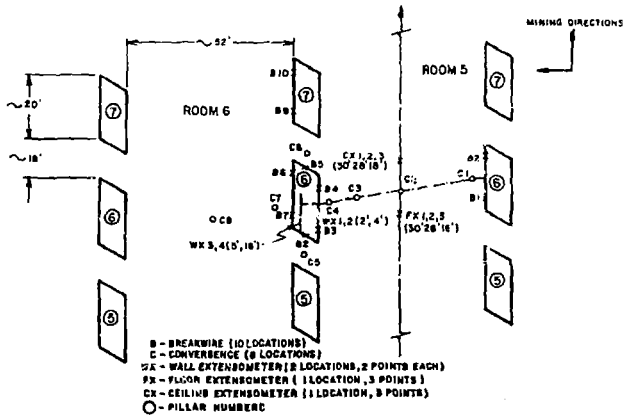 ~52'
MINING DIRECTIONS
B10
ROOM 5
7
7
7
ROOM 6
~20'
B9
C6
CX 1,2,3
(30' 28' 18')
B5
B2
~18'
B6
6
C1
6
B4
C3
C7
C4
B1
6
C8
B7
WX 1,2 (2', 4')
FX 1,2,3
(30' 28' 18')
B3
WX 3,4 (5', 18')
B2
C5
5
5
5
B - BREAKWIRE (10 LOCATIONS)
C - CONVERGENCE (8 LOCATIONS)
WX - WALL EXTENSOMETER (2 LOCATIONS, 2 POINTS EACH)
FX - FLOOR EXTENSOMETER (1 LOCATION, 3 POINTS)
CX - CEILING EXTENSOMETER (1 LOCATION, 3 POINTS)
- PILLAR NUMBERS